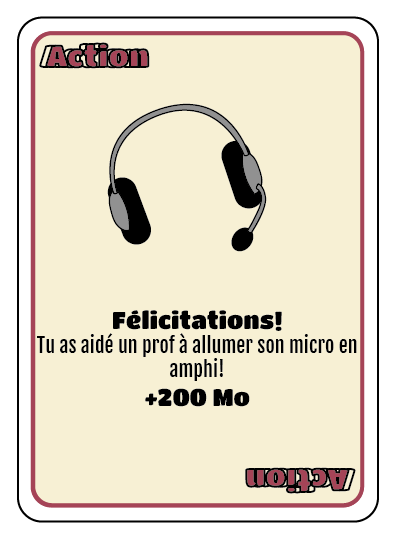 Action
Félicitations!
Tu as aidé un prof à allumer son micro en
amphi!
+200 Mo
Action